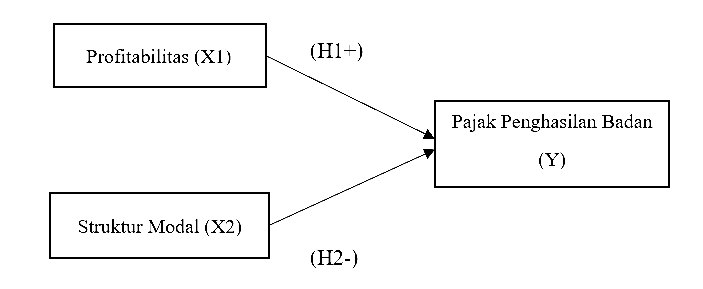 Profitabilitas (X1)
(H1+)
Pajak Penghasilan Badan
(Y)
Struktur Modal (X2)
(H2-)